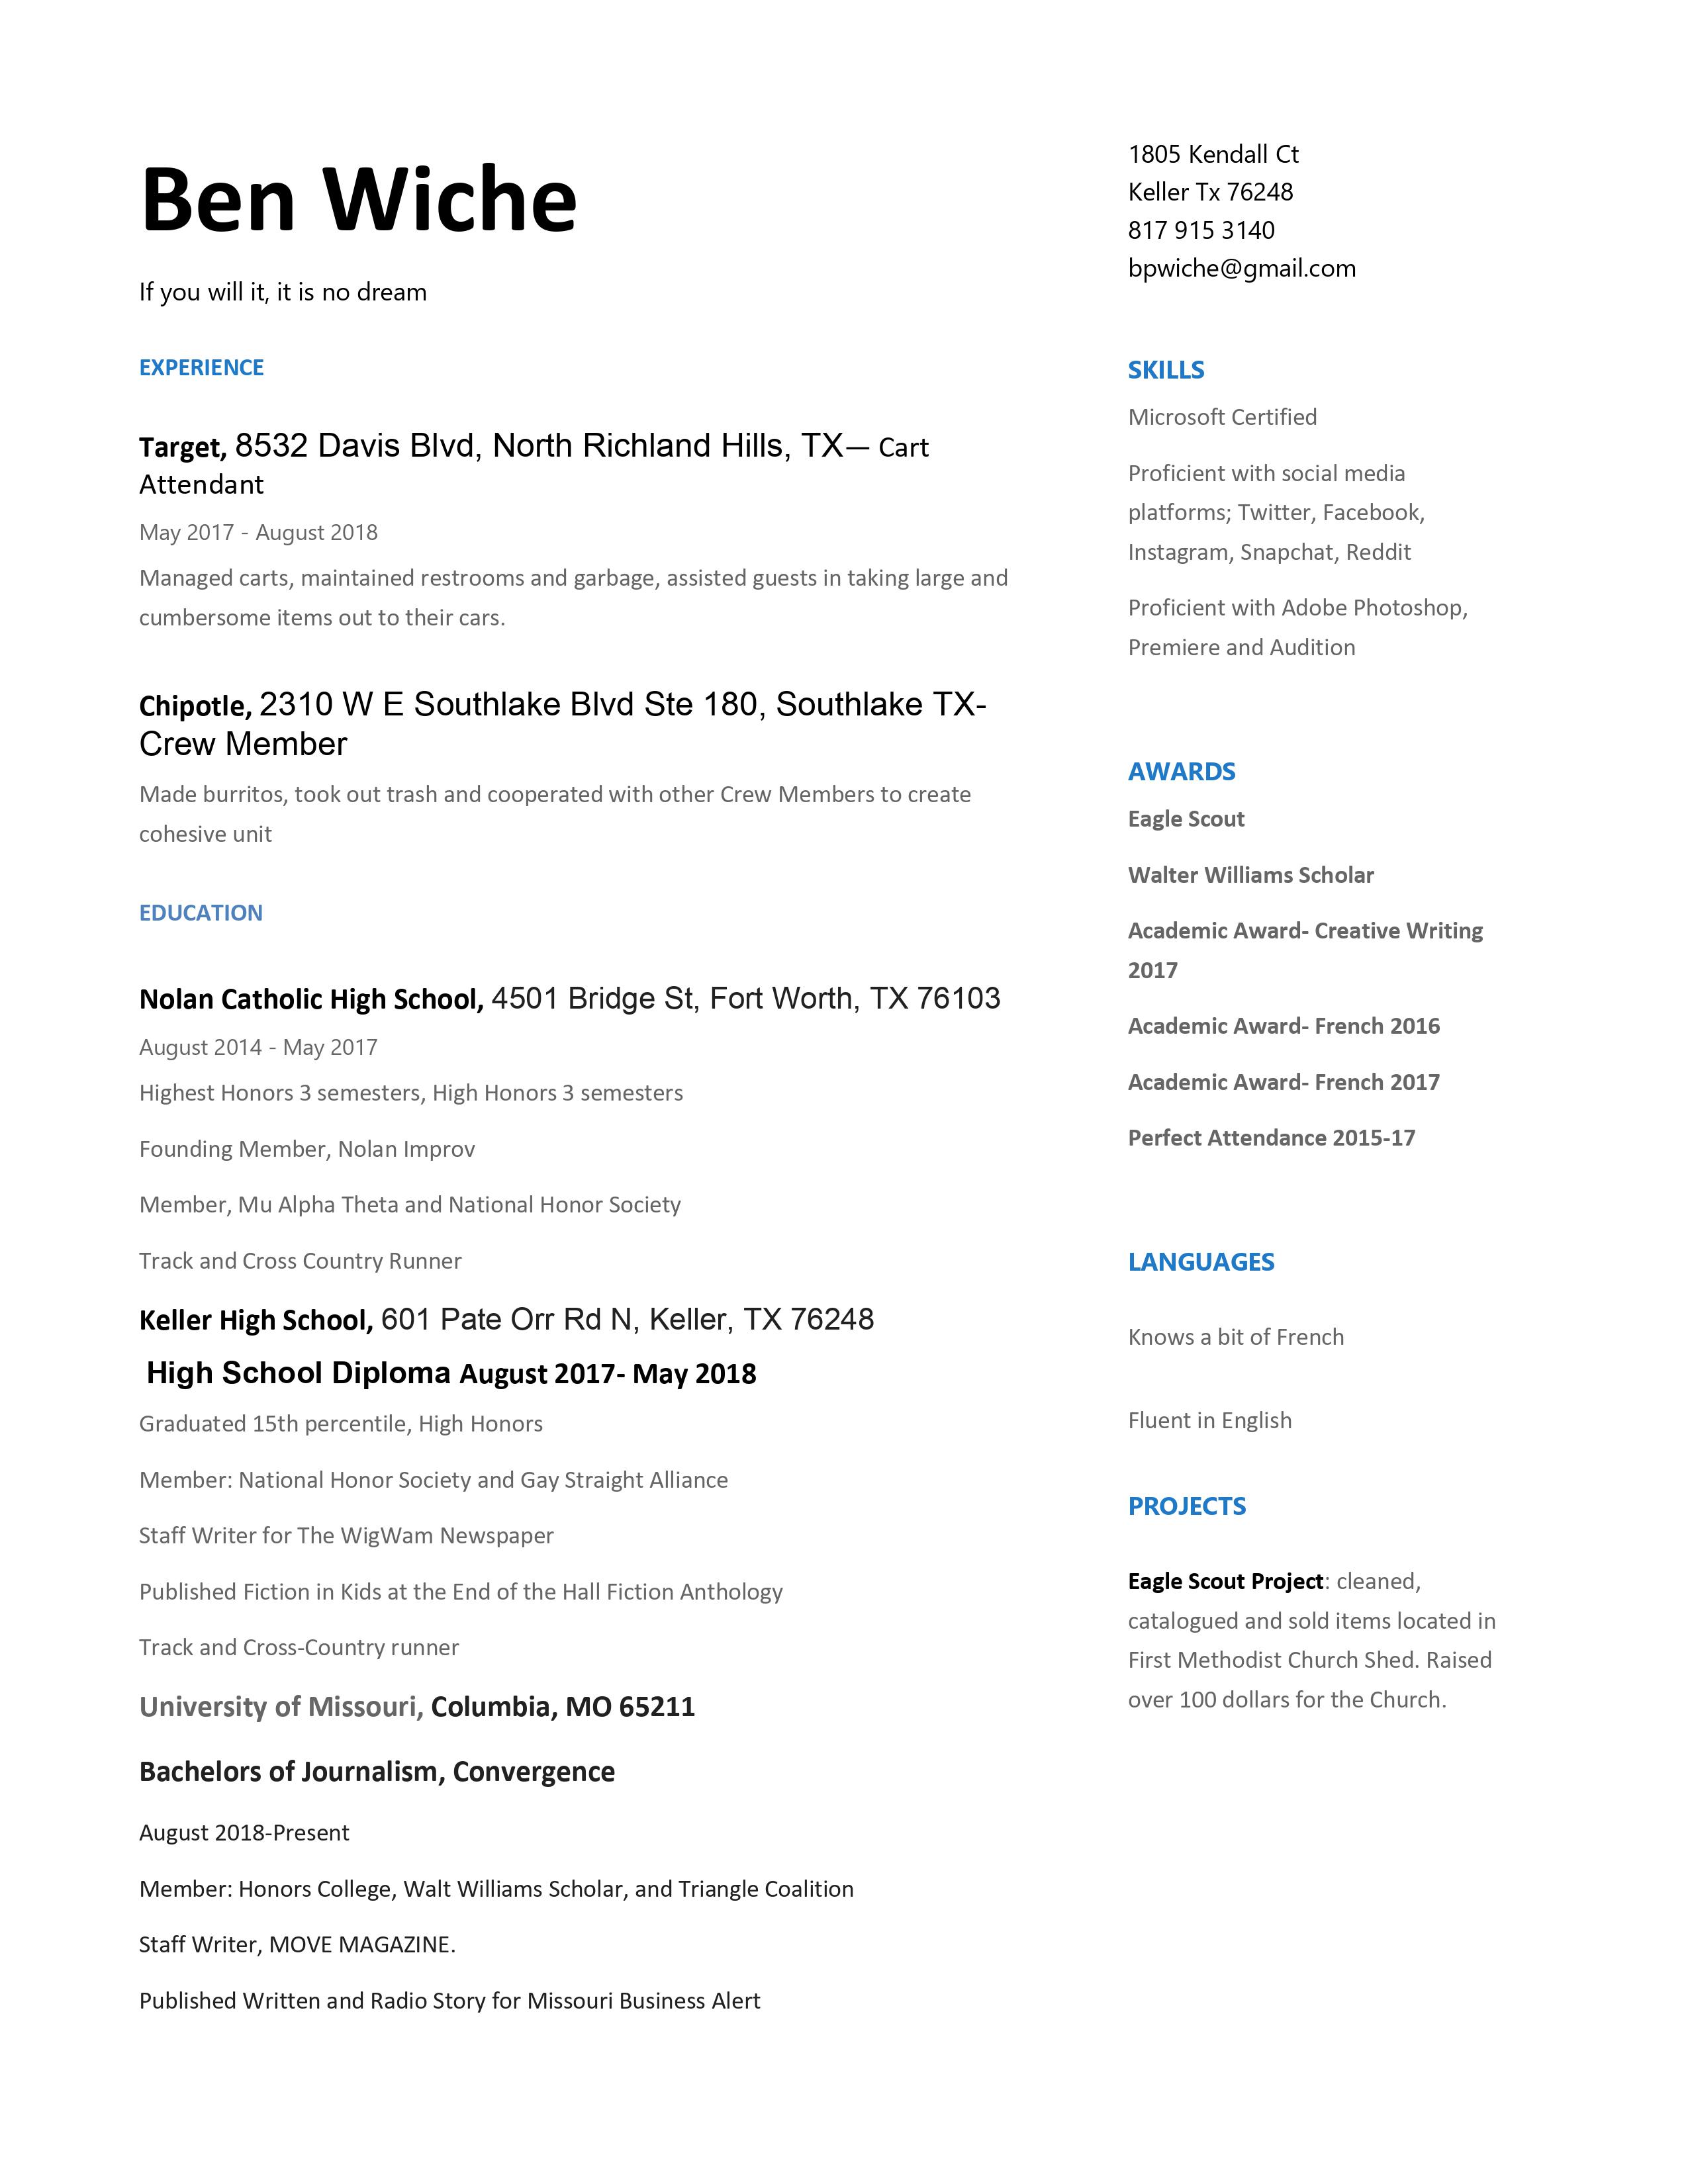 Ben Wiche
If you will it, it is no dream
1805 Kendall Ct
Keller Tx 76248
817 915 3140
bpwiche@gmail.com
EXPERIENCE
Target, 8532 Davis Blvd, North Richland Hills, TX— Cart
Attendant
May 2017 - August 2018
Managed carts, maintained restrooms and garbage, assisted guests in taking large and
cumbersome items out to their cars.
Chipotle, 2310 W E Southlake Blvd Ste 180, Southlake TX-
Crew Member
Made burritos, took out trash and cooperated with other Crew Members to create
cohesive unit
EDUCATION
Nolan Catholic High School, 4501 Bridge St, Fort Worth, TX 76103
August 2014 - May 2017
Highest Honors 3 semesters, High Honors 3 semesters
Founding Member, Nolan Improv
Member, Mu Alpha Theta and National Honor Society
Track and Cross Country Runner
Keller High School, 601 Pate Orr Rd N, Keller, TX 76248
High School Diploma August 2017- May 2018
Graduated 15th percentile, High Honors
Member: National Honor Society and Gay Straight Alliance
Staff Writer for The WigWam Newspaper
Published Fiction in Kids at the End of the Hall Fiction Anthology
Track and Cross-Country runner
University of Missouri, Columbia, MO 65211
Bachelors of Journalism, Convergence
August 2018-Present
Member: Honors College, Walt Williams Scholar, and Triangle Coalition
Staff Writer, MOVE MAGAZINE.
Published Written and Radio Story for Missouri Business Alert
SKILLS
Microsoft Certified
Proficient with social media
platforms; Twitter, Facebook,
Instagram, Snapchat, Reddit
Proficient with Adobe Photoshop,
Premiere and Audition
AWARDS
Eagle Scout
Walter Williams Scholar
Academic Award- Creative Writing
2017
Academic Award- French 2016
Academic Award- French 2017
Perfect Attendance 2015-17
LANGUAGES
Knows a bit of French
Fluent in English
PROJECTS
Eagle Scout Project: cleaned,
catalogued and sold items located in
First Methodist Church Shed. Raised
over 100 dollars for the Church.